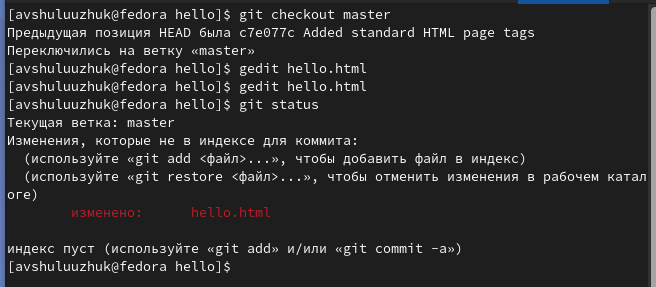 [avshuluuzhuk@fedora hello]$ git checkout master
Предыдущая позиция HEAD была c7e077c Added standard HTML page tags
Переключились на ветку «master»
[avshuluuzhuk@fedora hello]$ gedit hello.html
[avshuluuzhuk@fedora hello]$ gedit hello.html
[avshuluuzhuk@fedora hello]$ git status
Текущая ветка: master
Изменения, которые не в индексе для коммита:
  (используйте «git add <файл>...», чтобы добавить файл в индекс)
  (используйте «git restore <файл>...», чтобы отменить изменения в рабочем катал
оге)
        изменено:      hello.html

индекс пуст (используйте «git add» и/или «git commit -a»)
[avshuluuzhuk@fedora hello]$